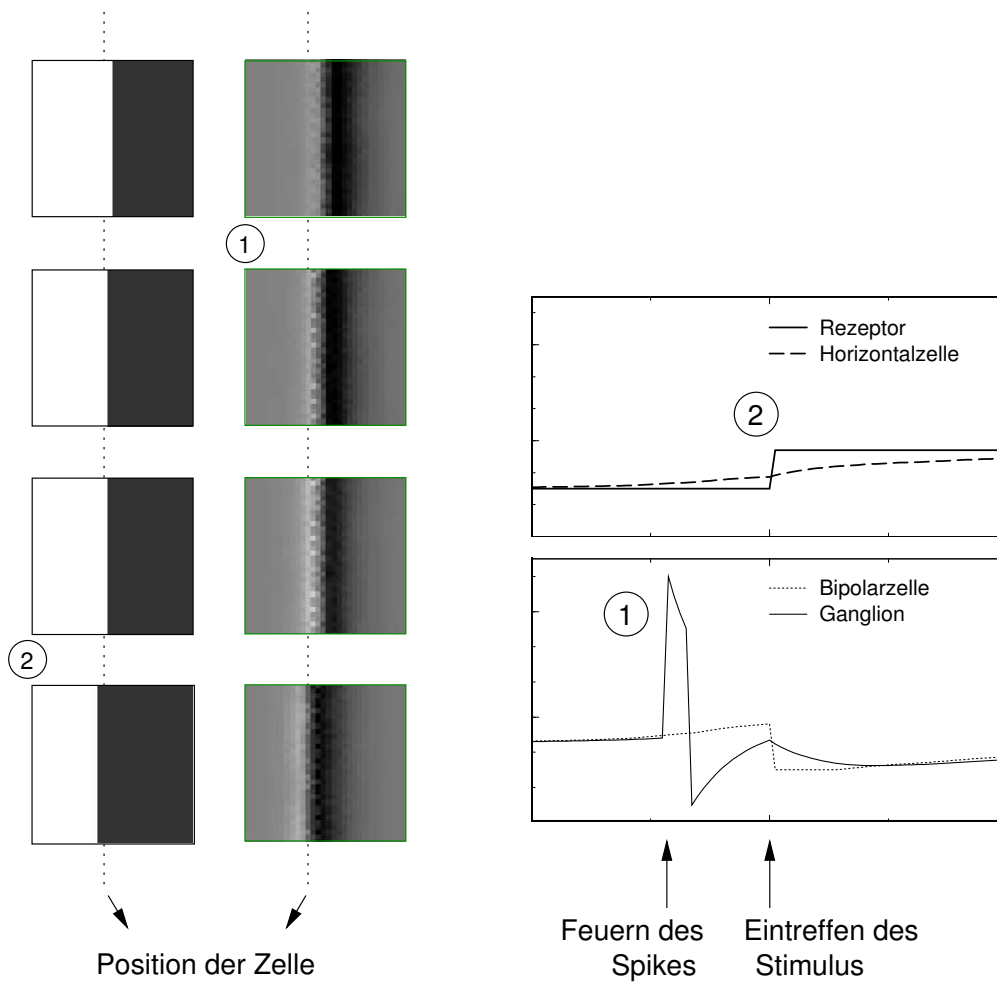 1
2
Position der Zelle
Rezeptor
Horizontalzelle
2
Bipolarzelle
Ganglion
1
Feuern des
Spikes
Eintreffen des
Stimulus